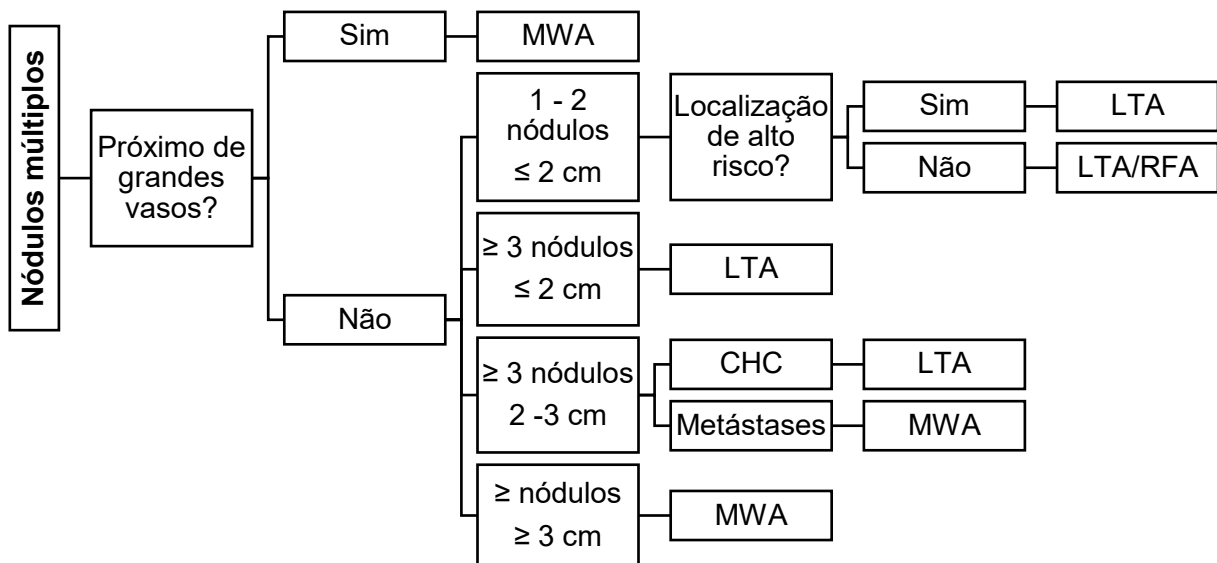 Nódulos múltiplos
Próximo de
grandes
vasos?
Sim
MWA
Não
1 - 2
nódulos
≤ 2 cm
Localização
de alto
risco?
Sim
LTA
Não
LTA/RFA
≥ 3 nódulos
≤ 2 cm
LTA
≥ 3 nódulos
2 -3 cm
CHC
LTA
Metástases
MWA
≥ nódulos
≥ 3 cm
MWA